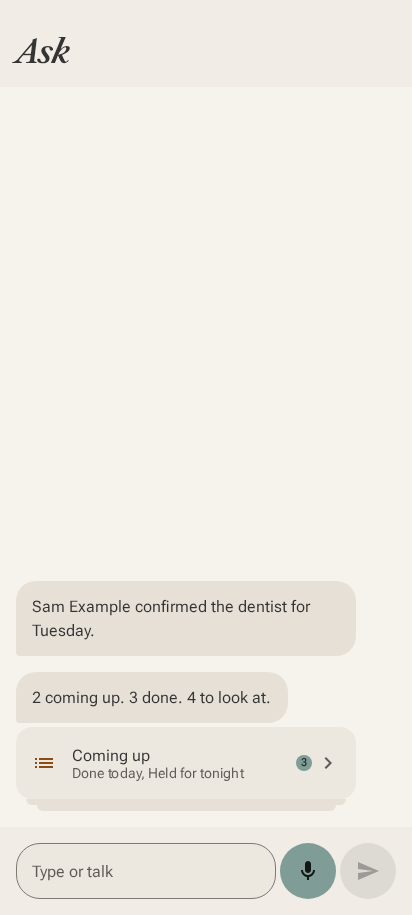 Ask
Sam Example confirmed the dentist for
Tuesday.
2 coming up. 3 done. 4 to look at.
Coming up
Done today, Held for tonight
3
Type or talk